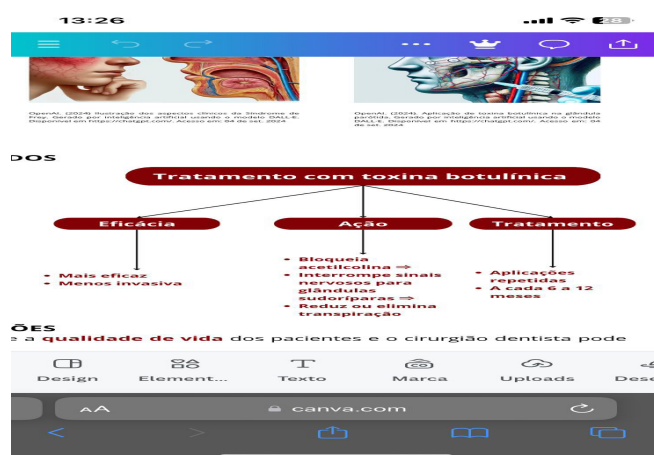 13:26
28
OpenAI. (2024) Ilustração dos aspectos clínicos da Síndrome de
Frey. Gerado por inteligência artificial usando o modelo DALL-E.
Disponível em https://chatgpt.com/. Acesso em: 04 de set. 2024
OpenAI. (2024). Aplicação de toxina botulínica na glândula
parótida. Gerado por inteligência artificial usando o modelo
DALL-E. Disponível em https://chatgpt.com/. Acesso em: 04
de set. 2024
DOS
Tratamento com toxina botulínica
Eficácia
Ação
Tratamento
• Mais eficaz
• Menos invasiva
• Bloqueia
acetilcolina ⇒
• Interrompe sinais
nervosos para
glândulas
sudoríparas ⇒
• Reduz ou elimina
transpiração
• Aplicações
repetidas
• A cada 6 a 12
meses
ÕES
e a qualidade de vida dos pacientes e o cirurgião dentista pode
Design
Element...
Texto
Marca
Uploads
Dese
AA
canva.com